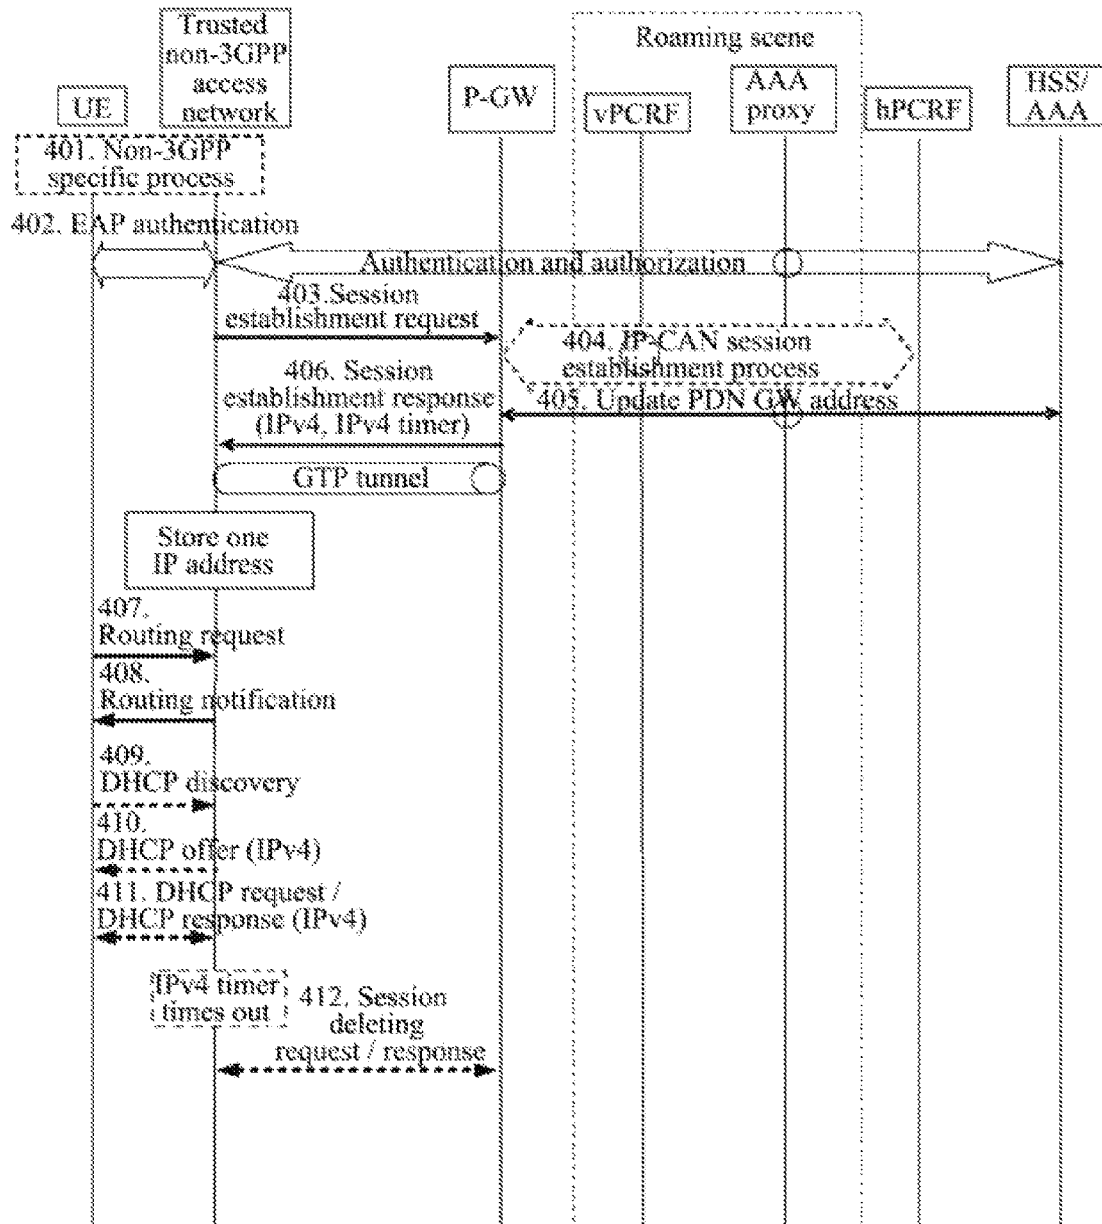 Trusted
non-3GPP
access
network
Roaming scene
UE
P-GW
vPCRF
AAA
proxy
hPCRF
HSS/
AAA
401. Non-3GPP
specific process
402. EAP authentication
Authentication and authorization
403.Session
establishment request
404. IP-CAN session
establishment process
405. Update PDN GW address
406. Session
establishment response
(IPv4, IPv4 timer)
GTP tunnel
Store one
IP address
407.
Routing request
408.
Routing notification
409.
DHCP discovery
410.
DHCP offer (IPv4)
411. DHCP request /
DHCP response (IPv4)
IPv4 timer
times out
412. Session
deleting
request / response